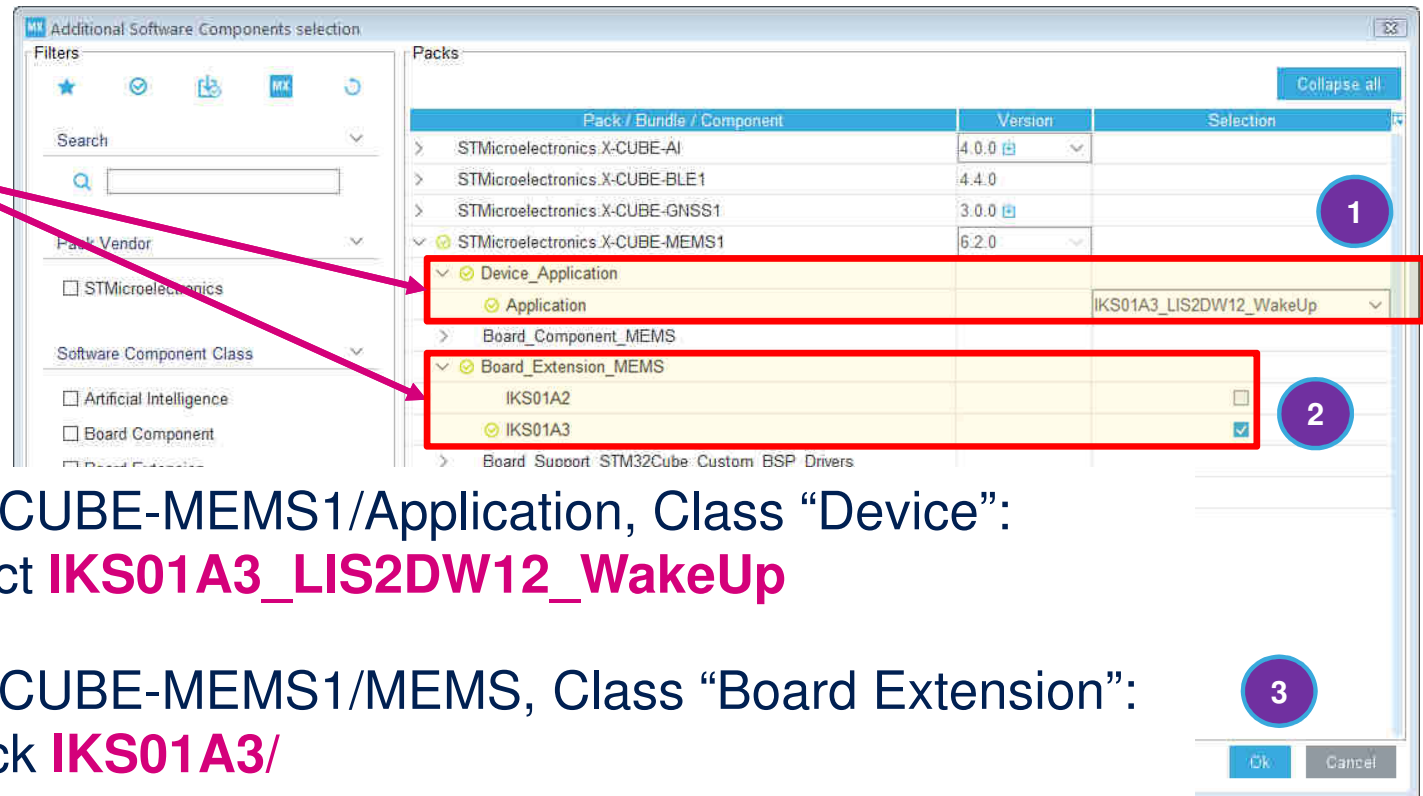 MX Additional Software Components selection
Filters
Packs
MX
Collapse all
Pack / Bundle / Component Version Selection
Search
STMicroelectronics.X-CUBE-AI 4.0.0
STMicroelectronics.X-CUBE-BLE1 4.4.0
STMicroelectronics.X-CUBE-GNSS1 3.0.0
1
Pack Vendor
STMicroelectronics.X-CUBE-MEMS1 6.2.0
STMicroelectronics
Device_Application
Application IKS01A3_LIS2DW12_WakeUp
Software Component Class
Board_Component_MEMS
Board_Extension_MEMS
Artificial Intelligence
IKS01A2
Board Component
IKS01A3
2
Board Extension
Board_Support_STM32Cube_Custom_BSP_Drivers
CUBE-MEMS1/Application, Class “Device”:
ct IKS01A3_LIS2DW12_WakeUp
CUBE-MEMS1/MEMS, Class “Board Extension”:
3
ck IKS01A3/
Ok Cancel